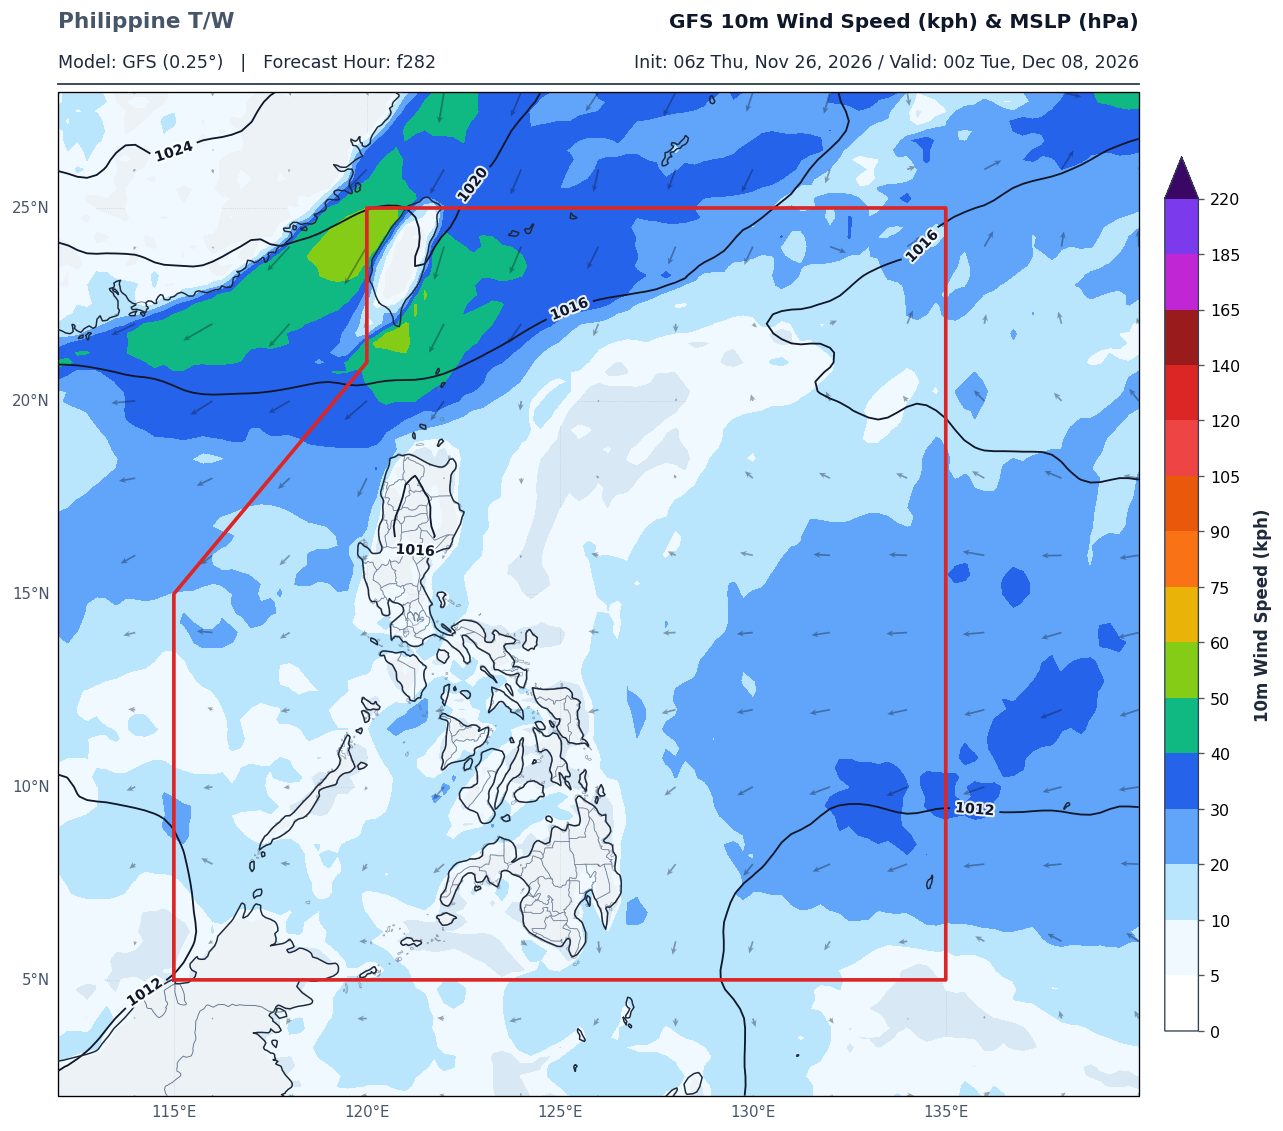 Philippine T/W
GFS 10m Wind Speed (kph) & MSLP (hPa)
Model: GFS (0.25°) | Forecast Hour: f282
Init: 06z Thu, Nov 26, 2026 / Valid: 00z Tue, Dec 08, 2026
1024
1020
1016
1016
1016
1012
1012
25°N
20°N
15°N
10°N
5°N
115°E
120°E
125°E
130°E
135°E
220
185
165
140
120
105
90
75
60
50
40
30
20
10
5
0
10m Wind Speed (kph)